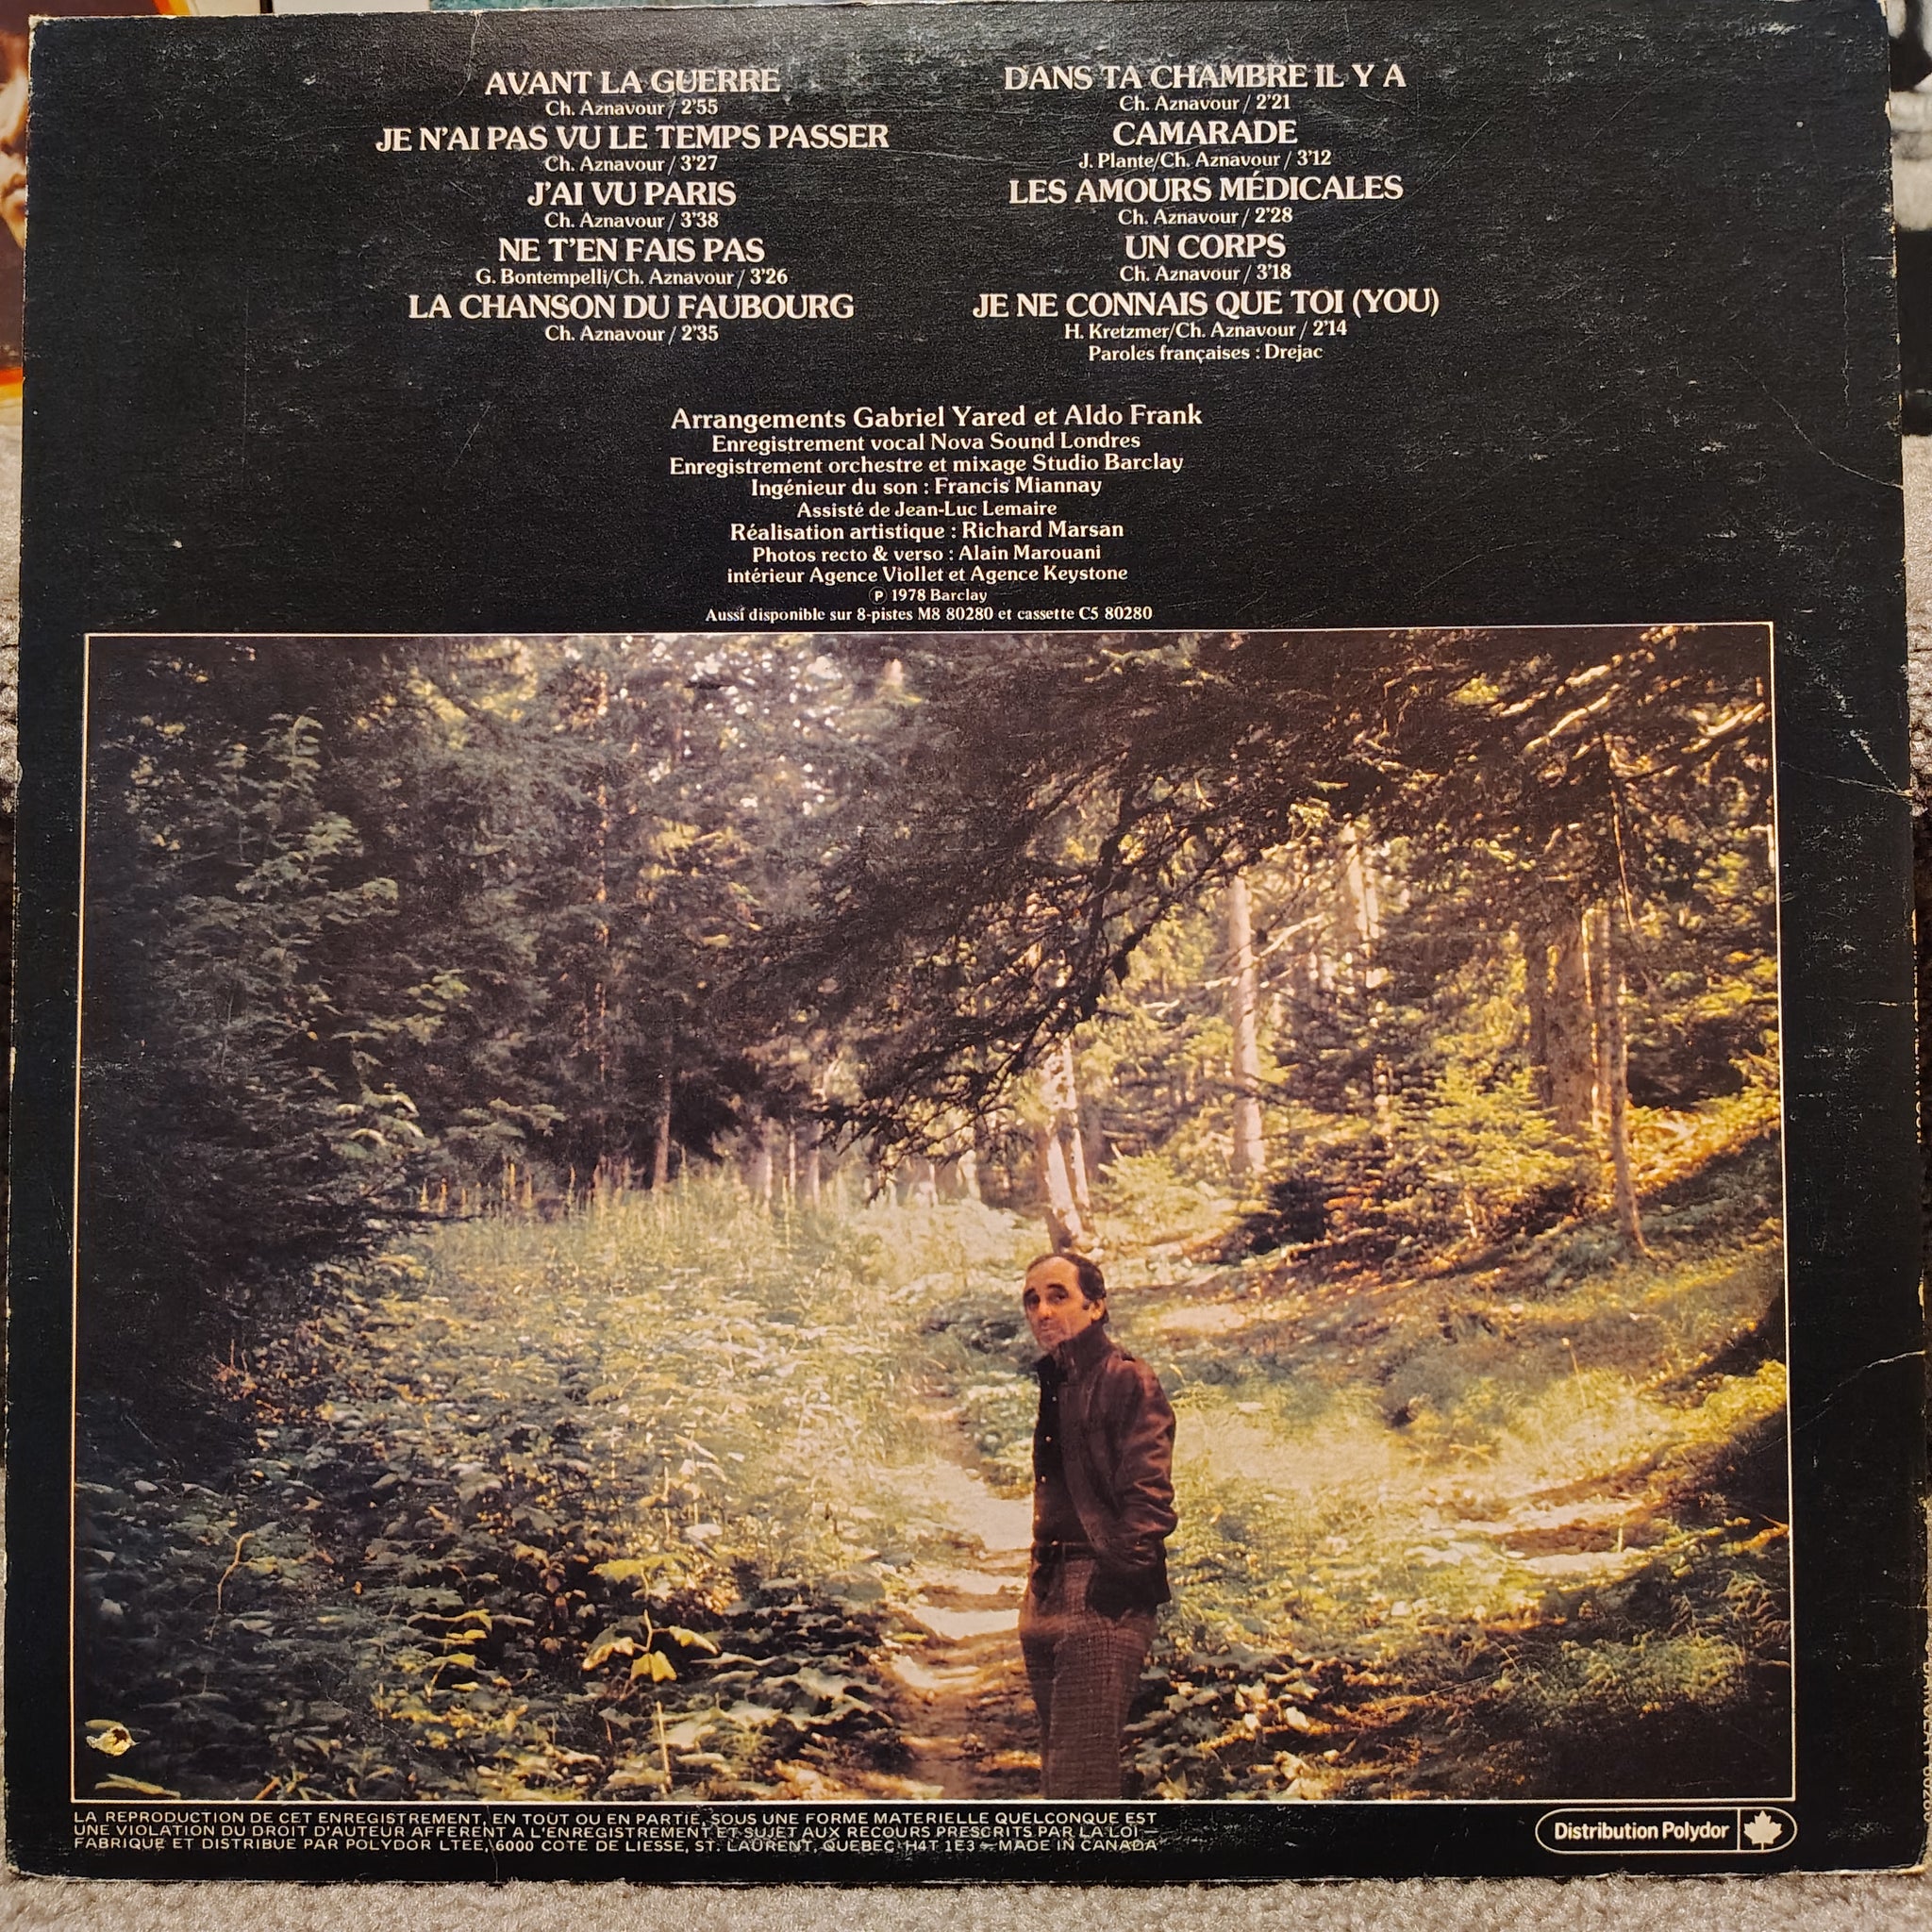 AVANT LA GUERRE
Ch. Aznavour / 2'55
JE N'AI PAS VU LE TEMPS PASSER
Ch. Aznavour / 3'27
J'AI VU PARIS
Ch. Aznavour / 3'38
NE T'EN FAIS PAS
G. Bontempelli/Ch. Aznavour / 3'26
LA CHANSON DU FAUBOURG
Ch. Aznavour / 2'35
DANS TA CHAMBRE IL Y A
Ch. Aznavour / 2'21
CAMARADE
J. Plante/Ch. Aznavour / 3'12
LES AMOURS MÉDICALES
Ch. Aznavour / 2'28
UN CORPS
Ch. Aznavour / 3'18
JE NE CONNAIS QUE TOI (YOU)
H. Kretzmer/Ch. Aznavour / 2'14
Paroles françaises : Drejac
Arrangements Gabriel Yared et Aldo Frank
Enregistrement vocal Nova Sound Londres
Enregistrement orchestre et mixage Studio Barclay
Ingénieur du son : Francis Miannay
Assisté de Jean-Luc Lemaire
Réalisation artistique : Richard Marsan
Photos recto & verso : Alain Marouani
intérieur Agence Viollet et Agence Keystone
℗ 1978 Barclay
Aussi disponible sur 8-pistes M8 80280 et cassette C5 80280
LA REPRODUCTION DE CET ENREGISTREMENT, EN TOUT OU EN PARTIE, SOUS UNE FORME MATERIELLE QUELCONQUE EST
UNE VIOLATION DU DROIT D'AUTEUR AFFERENT A L'ENREGISTREMENT ET SUJET AUX RECOURS PRESCRITS PAR LA LOI —
FABRIQUE ET DISTRIBUE PAR POLYDOR LTEE, 6000 COTE DE LIESSE, ST. LAURENT, QUEBEC H4T 1E3 — MADE IN CANADA
Distribution Polydor